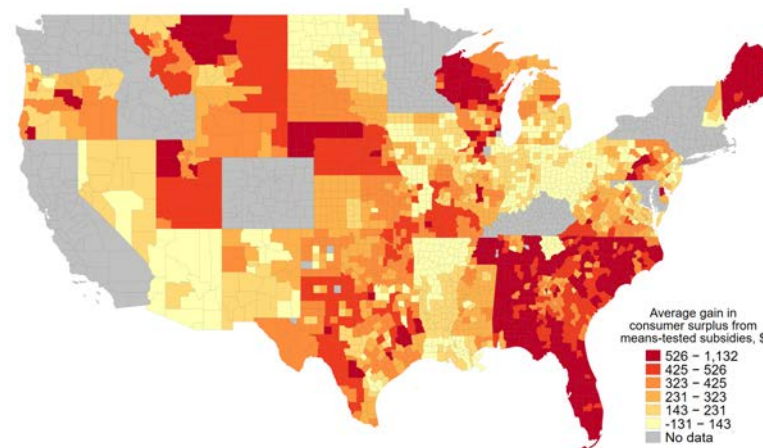 Average gain in
consumer surplus from
means-tested subsidies, $
526 − 1,132
425 − 526
323 − 425
231 − 323
143 − 231
-131 − 143
No data